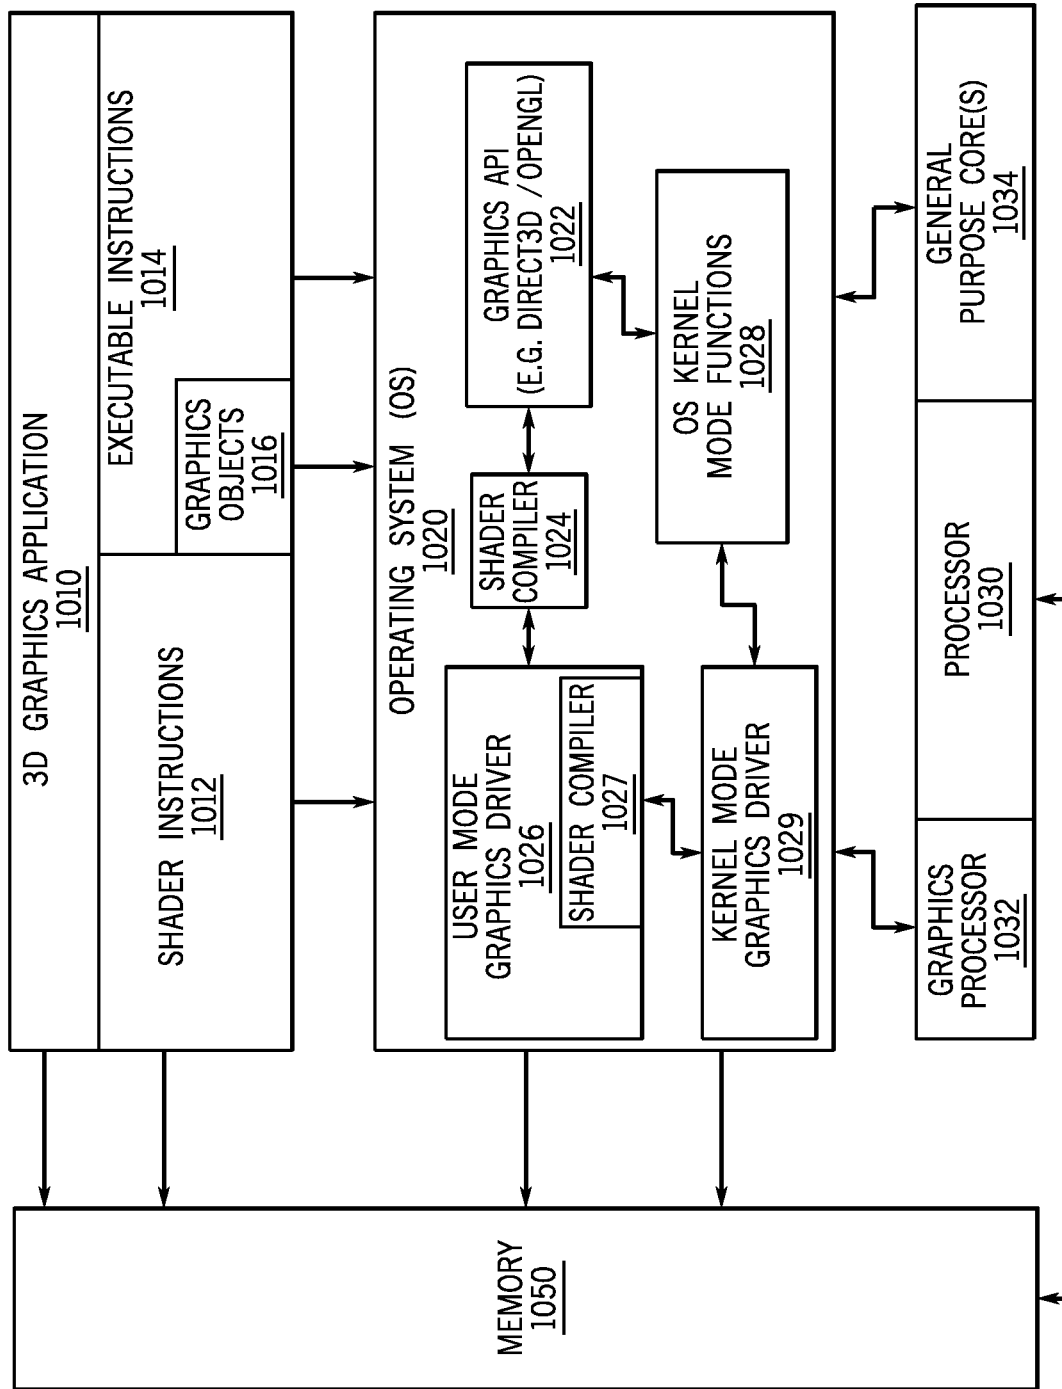 3D GRAPHICS APPLICATION
1010
SHADER INSTRUCTIONS
1012
EXECUTABLE INSTRUCTIONS
1014
GRAPHICS
OBJECTS
1016
OPERATING SYSTEM (OS)
1020
USER MODE
GRAPHICS DRIVER
1026
SHADER COMPILER
1027
SHADER
COMPILER
1024
GRAPHICS API
(E.G. DIRECT3D / OPENGL)
1022
KERNEL MODE
GRAPHICS DRIVER
1029
OS KERNEL
MODE FUNCTIONS
1028
GRAPHICS
PROCESSOR
1032
PROCESSOR
1030
GENERAL
PURPOSE CORE(S)
1034
MEMORY
1050